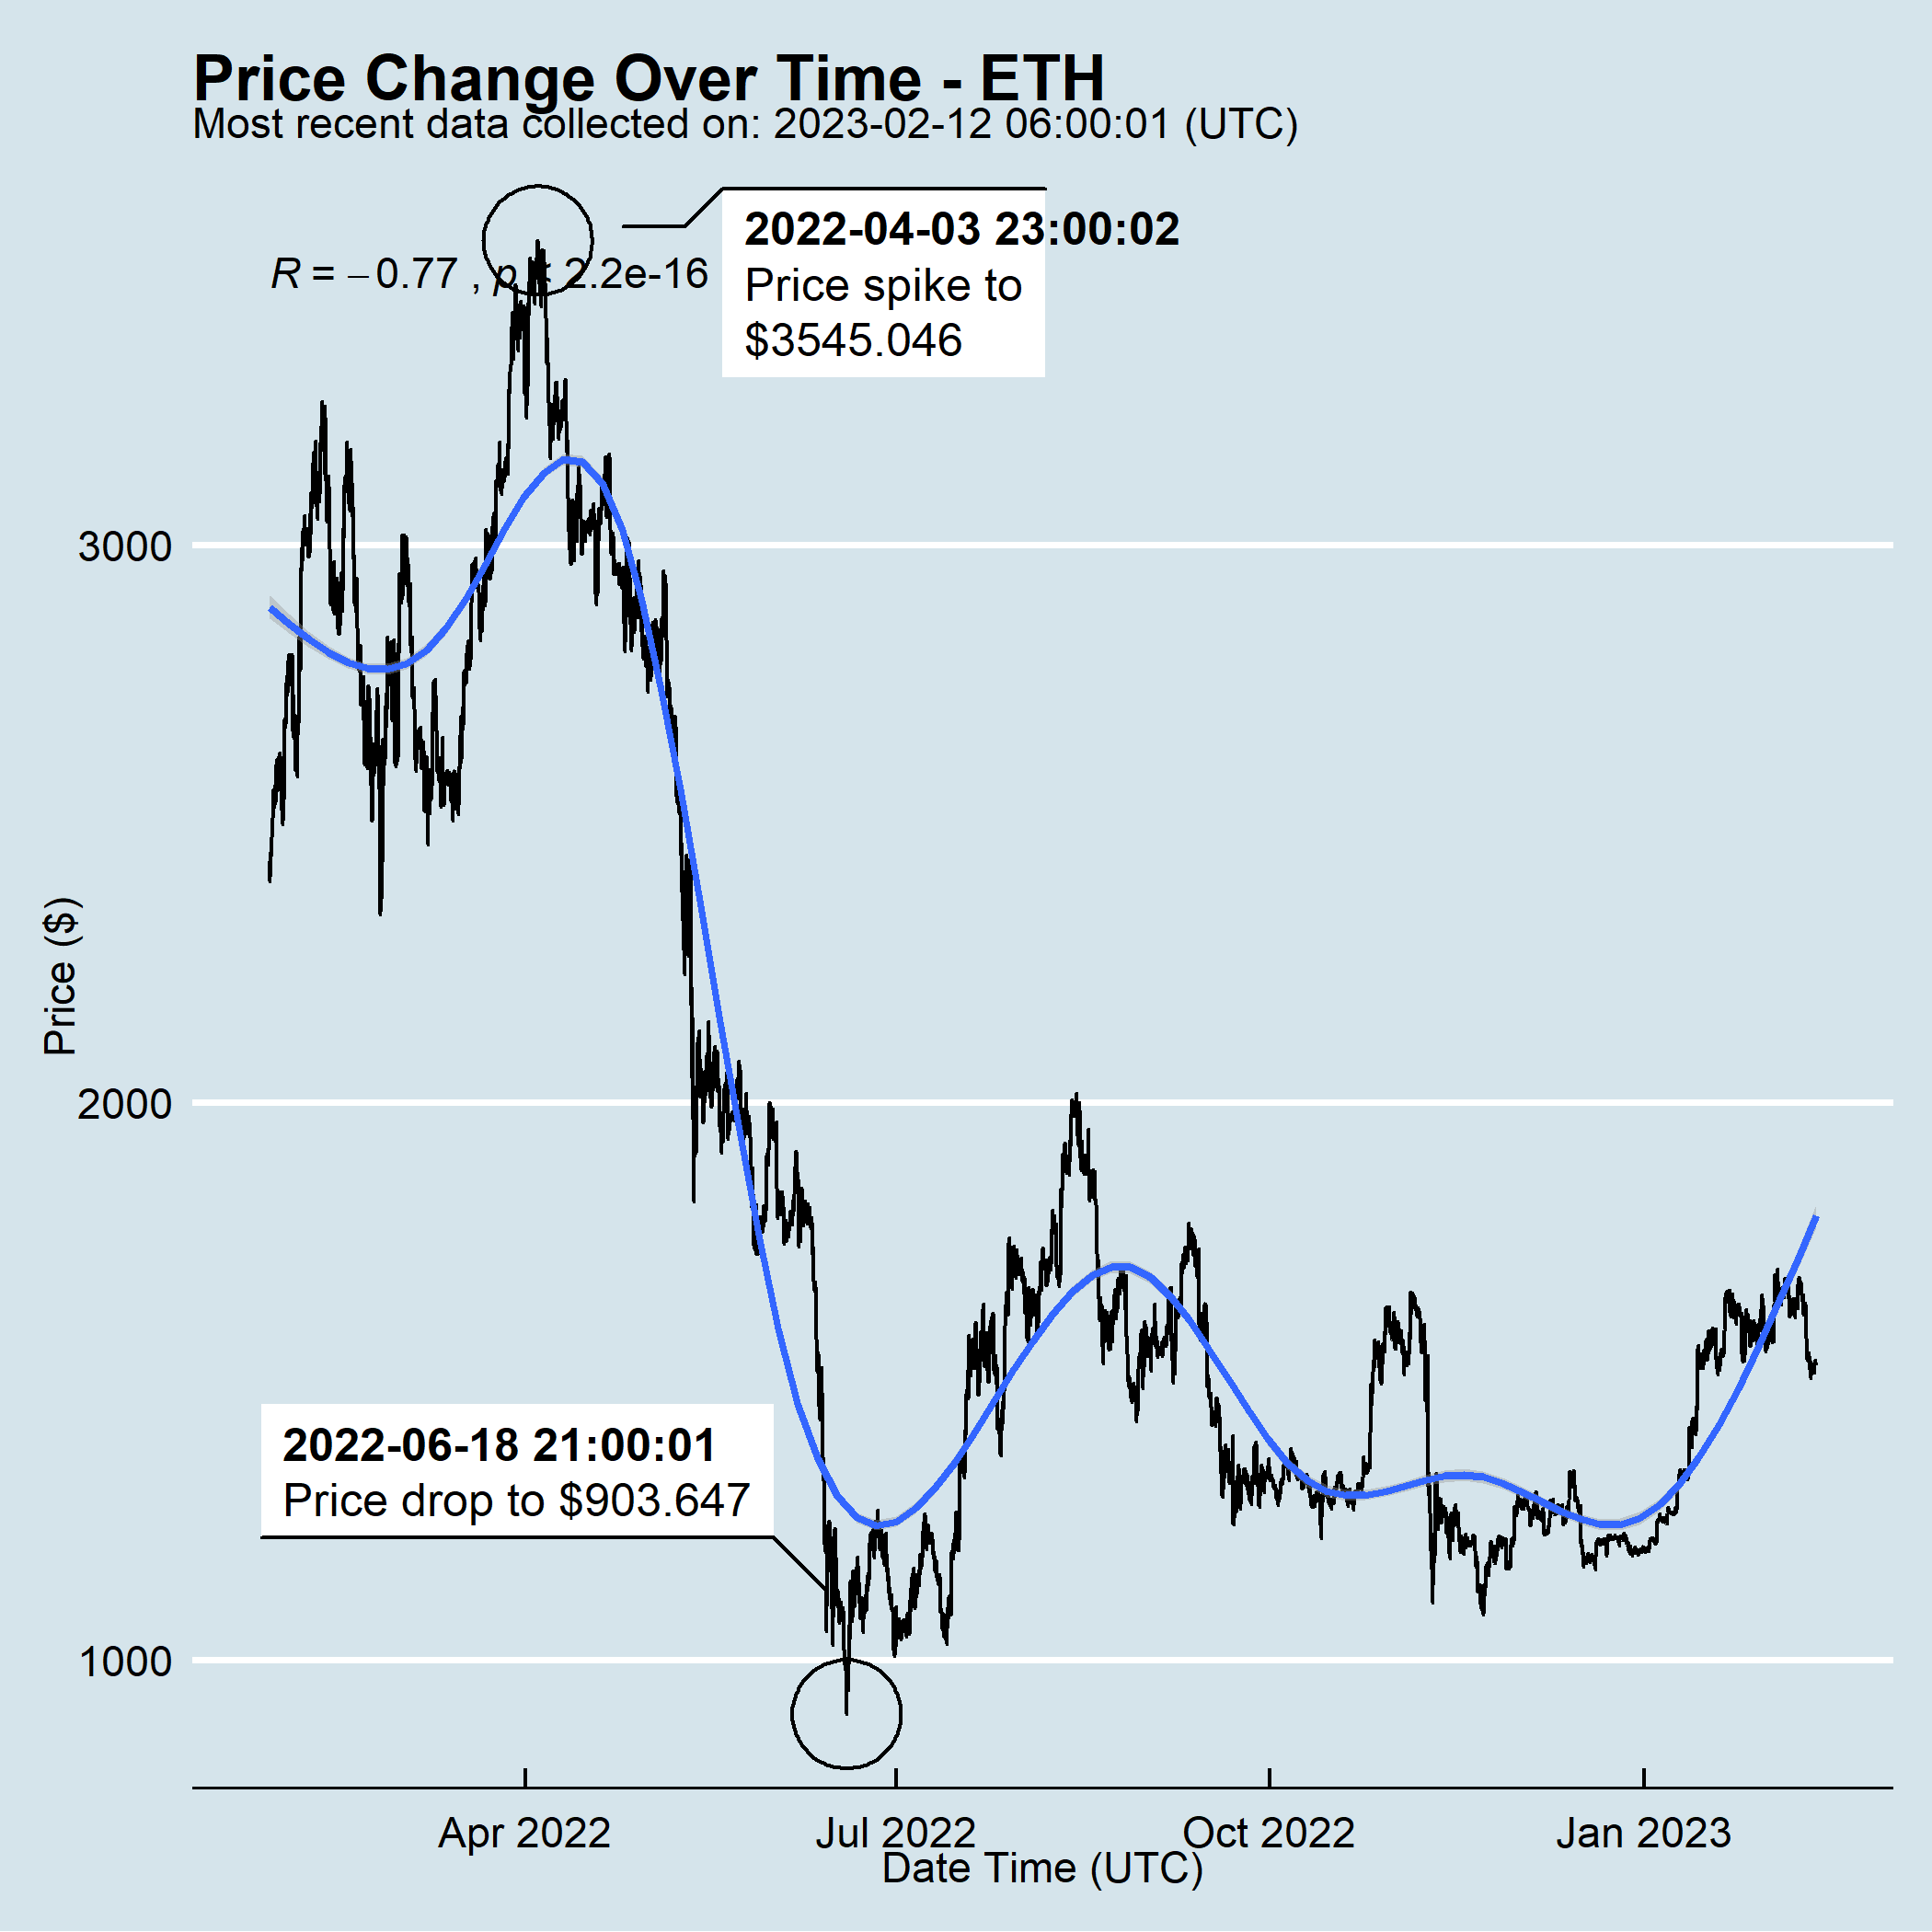 Price Change Over Time - ETH
Most recent data collected on: 2023-02-12 06:00:01 (UTC)
2022-04-03 23:00:02
Price spike to
$3545.046
R = −0.77 , p < 2.2e-16
3000
2000
1000
Price ($)
2022-06-18 21:00:01
Price drop to $903.647
Apr 2022
Jul 2022
Oct 2022
Jan 2023
Date Time (UTC)